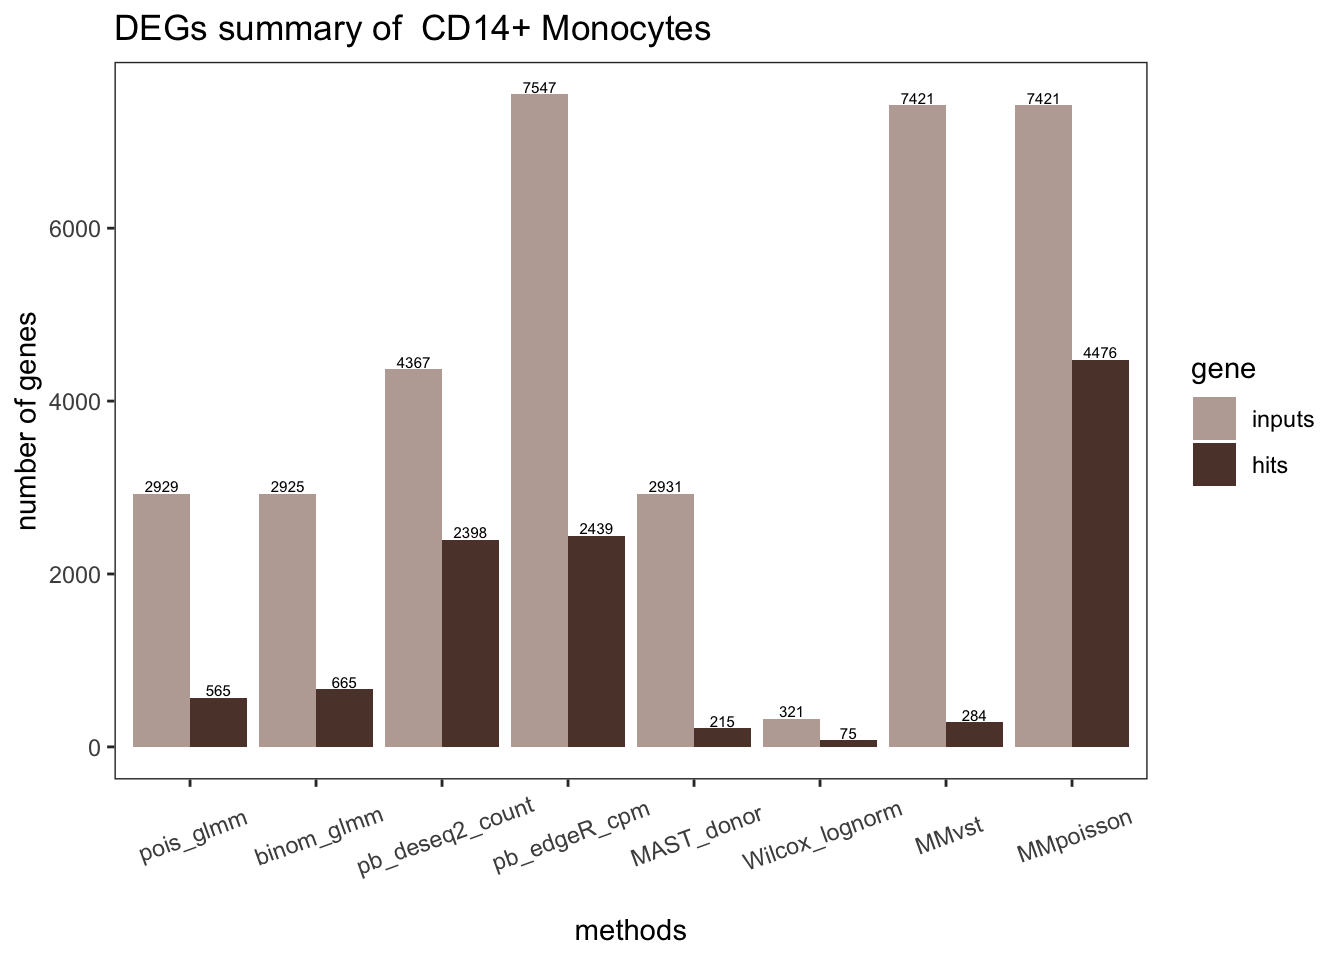 DEGs summary of  CD14+ Monocytes
number of genes
6000
4000
2000
0
2929
565
2925
665
4367
2398
7547
2439
2931
215
321
75
7421
284
7421
4476
pois_glmm
binom_glmm
pb_deseq2_count
pb_edgeR_cpm
MAST_donor
Wilcox_lognorm
MMvst
MMpoisson
methods
gene
inputs
hits